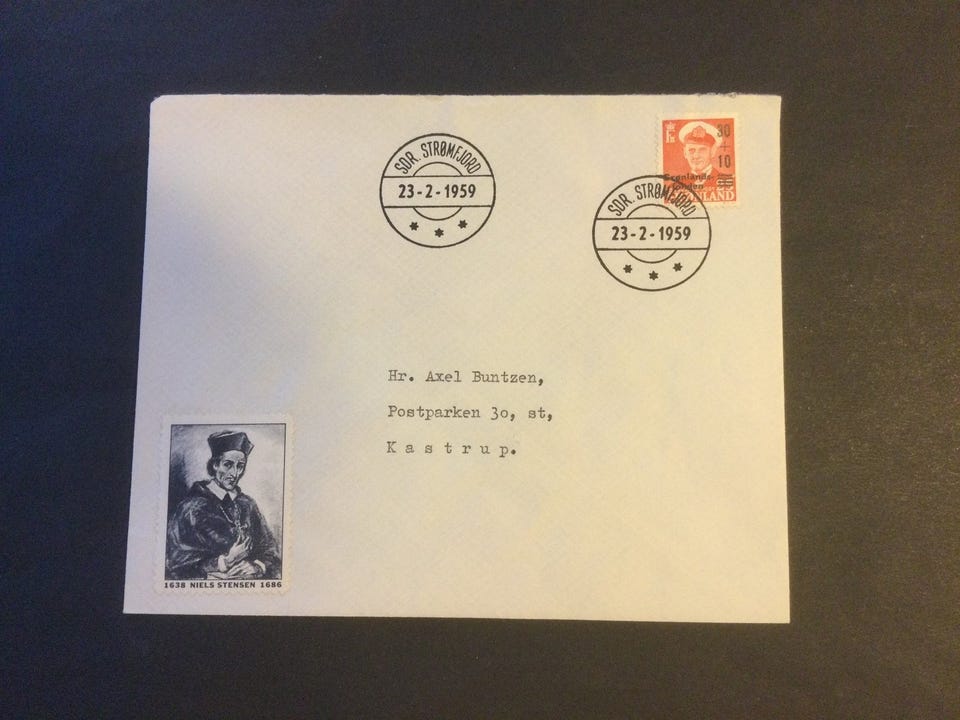 SDR. STRØMFJORD
23-2-1959
30
+
10
Grønlands-
fonden
GRØNLAND
SDR. STRØMFJORD
23-2-1959
Hr. Axel Buntzen,
Postparken 3o, st,
Kastrup.
1638 NIELS STENSEN 1686